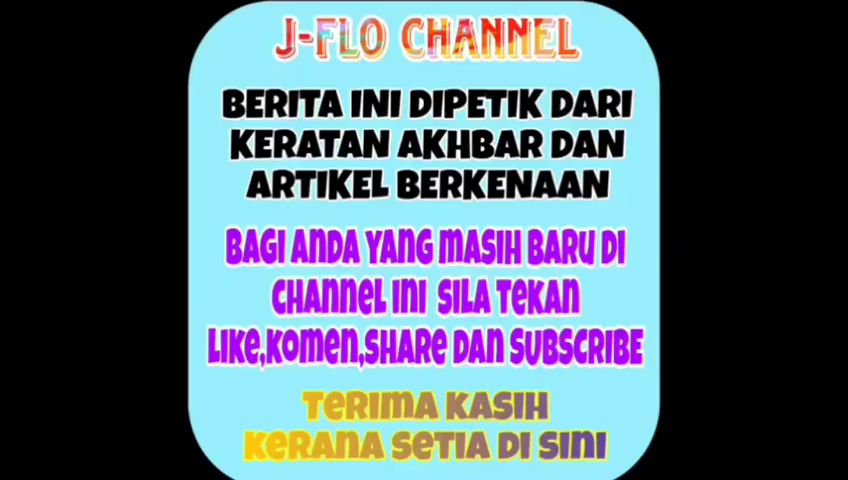 J-FLO CHANNEL
BERITA INI DIPETIK DARI
KERATAN AKHBAR DAN
ARTIKEL BERKENAAN
BAGI ANDA YANG MASIH BARU DI
CHANNEL INI SILA TEKAN
LIKE,KOMEN,SHARE DAN SUBSCRIBE
TERIMA KASIH
KERANA SETIA DI SINI